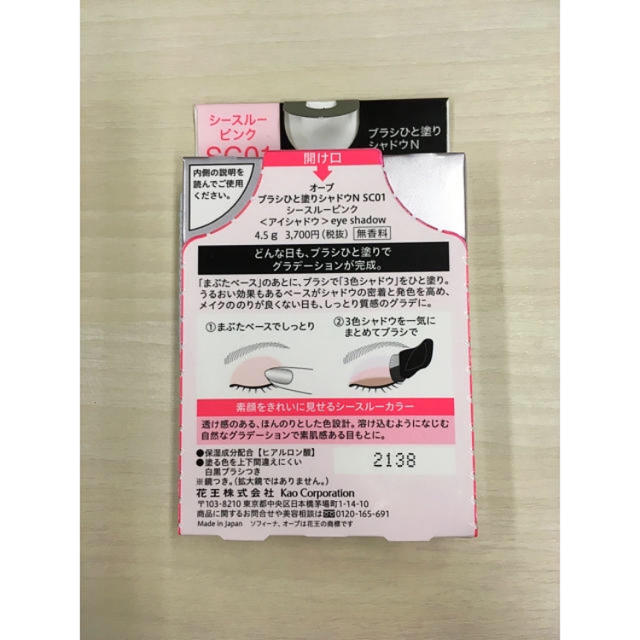 シースルー
ピンク
SC01
ブラシひと塗り
シャドウN
開け口
内側の説明を
読んでご使用
ください。
オーブ
ブラシひと塗りシャドウN SC01
シースルーピンク
＜アイシャドウ＞eye shadow
4.5g 3,700円(税抜) 無香料
どんな日も、ブラシひと塗りで
グラデーションが完成。
「まぶたベース」のあとに、ブラシで「3色シャドウ」をひと塗り。
うるおい効果もあるベースがシャドウの密着と発色を高め、
メイクののりが良くない日も、しっとり質感のグラデに。
①まぶたベースでしっとり
②3色シャドウを一気に
まとめてブラシで
素顔をきれいに見せるシースルーカラー
透け感のある、ほんのりとした色設計。溶け込むようになじむ
自然なグラデーションで素肌感ある目もとに。
●保湿成分配合【ヒアルロン酸】
●塗る色を上下間違えにくい
白黒ブラシつき
※鏡つき。(拡大鏡ではありません。)
2138
花王株式会社 Kao Corporation
〒103-8210 東京都中央区日本橋茅場町1-14-10
商品に関するお問合せや美容相談は 0120-165-691
Made in Japan ソフィーナ、オーブは花王の商標です